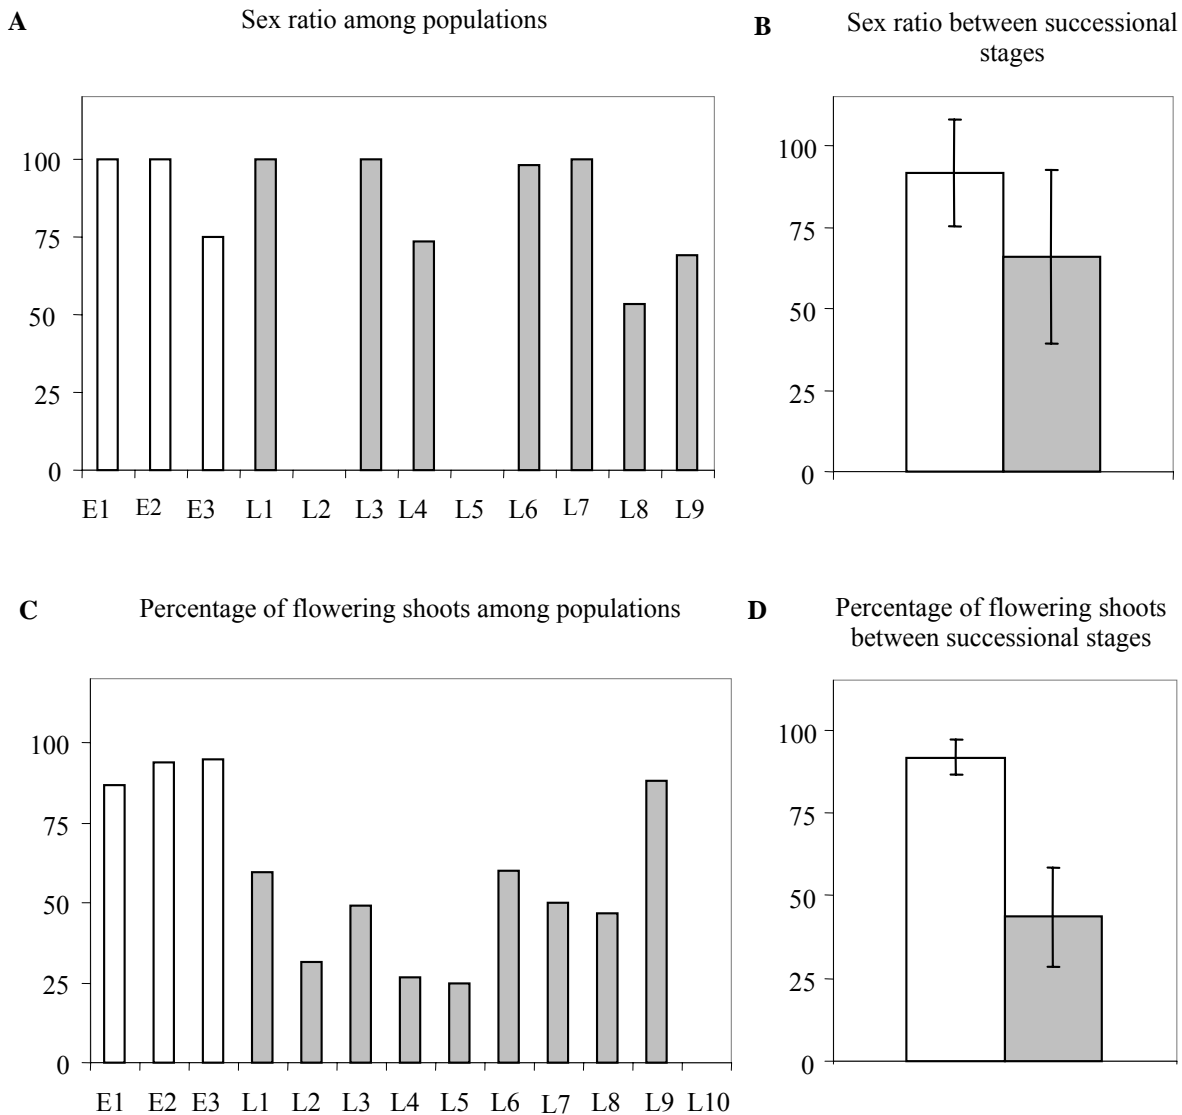 A
Sex ratio among populations
100
75
50
25
0
E1 E2 E3 L1 L2 L3 L4 L5 L6 L7 L8 L9
B
Sex ratio between successional
stages
100
75
50
25
0
C
Percentage of flowering shoots among populations
100
75
50
25
0
E1 E2 E3 L1 L2 L3 L4 L5 L6 L7 L8 L9 L10
D
Percentage of flowering shoots
between successional stages
100
75
50
25
0